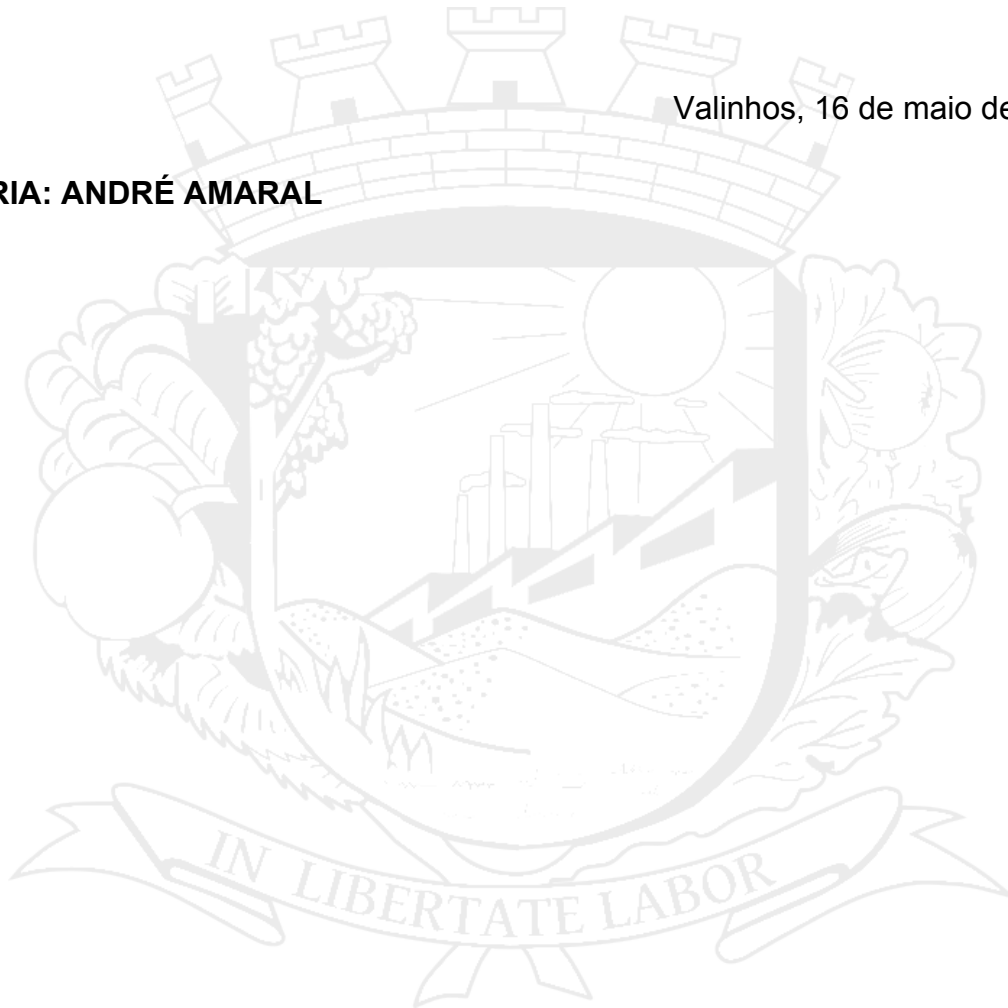 Valinhos, 16 de maio de
RIA: ANDRÉ AMARAL
IN LIBERTATE LABOR